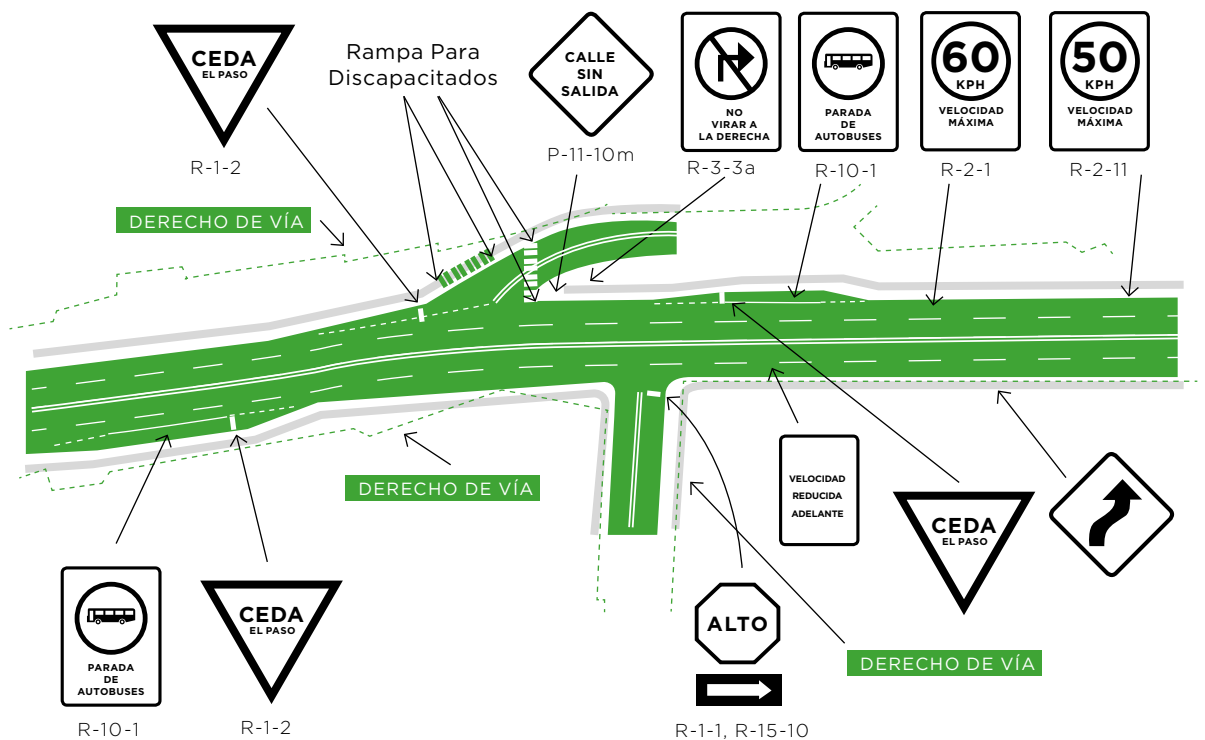 CEDA
EL PASO
R-1-2
Rampa Para
Discapacitados
CALLE
SIN
SALIDA
P-11-10m
NO
VIRAR A
LA DERECHA
R-3-3a
PARADA
DE
AUTOBUSES
R-10-1
60
KPH
VELOCIDAD
MÁXIMA
R-2-1
50
KPH
VELOCIDAD
MÁXIMA
R-2-11
DERECHO DE VÍA
DERECHO DE VÍA
VELOCIDAD
REDUCIDA
ADELANTE
CEDA
EL PASO
PARADA
DE
AUTOBUSES
R-10-1
CEDA
EL PASO
R-1-2
ALTO
R-1-1, R-15-10
DERECHO DE VÍA